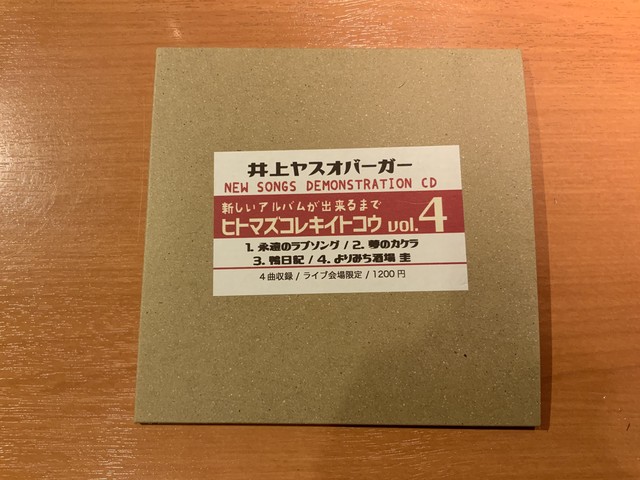 井上ヤスオバーガー
NEW SONGS DEMONSTRATION CD
新しいアルバムが出来るまで
ヒトマズコレキイトコウ vol.4
1. 永遠のラブソング / 2. 夢のカケラ
3. 鴨日記 / 4. よりみち酒場 圭
4曲収録 / ライブ会場限定 / 1200円